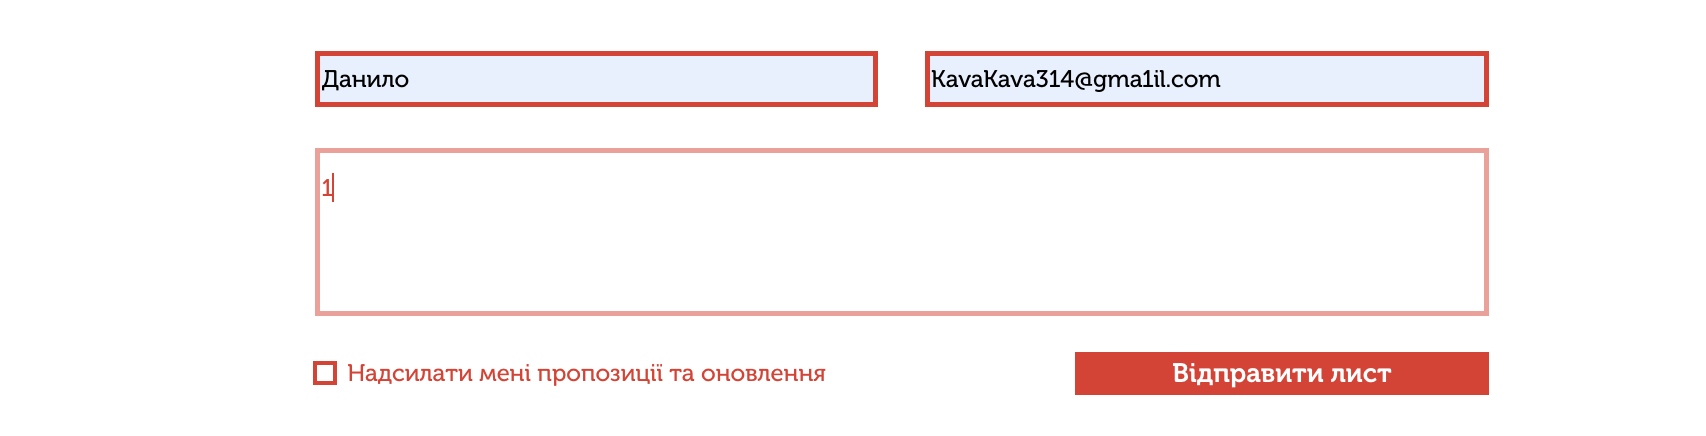 Данило
KavaKava314@gma1il.com
1
Надсилати мені пропозиції та оновлення
Відправити лист